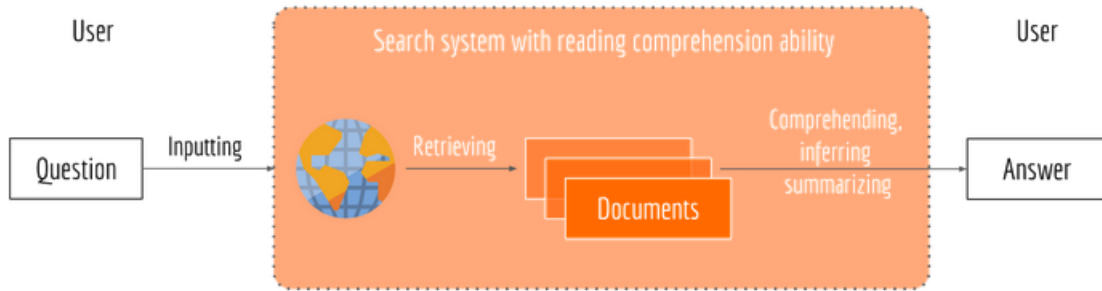 User
Search system with reading comprehension ability
User
Question
Inputting
Retrieving
Documents
Comprehending,
inferring
summarizing
Answer